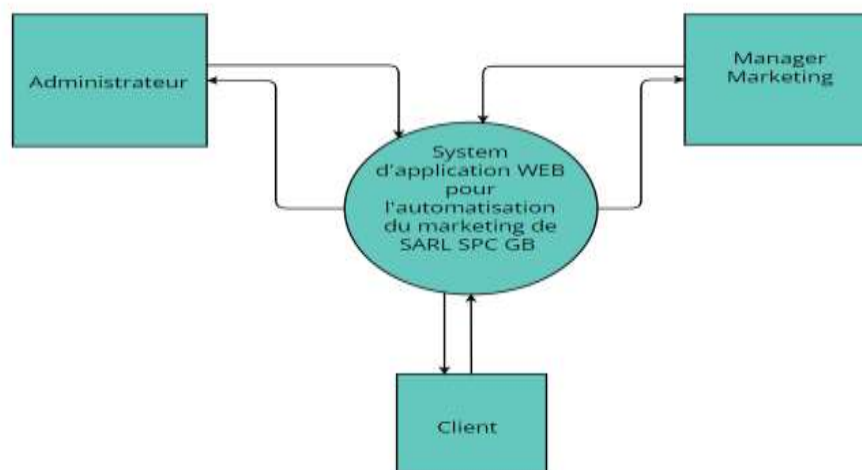 Administrateur
Manager
Marketing
System
d'application WEB
pour
l'automatisation
du marketing de
SARL SPC GB
Client